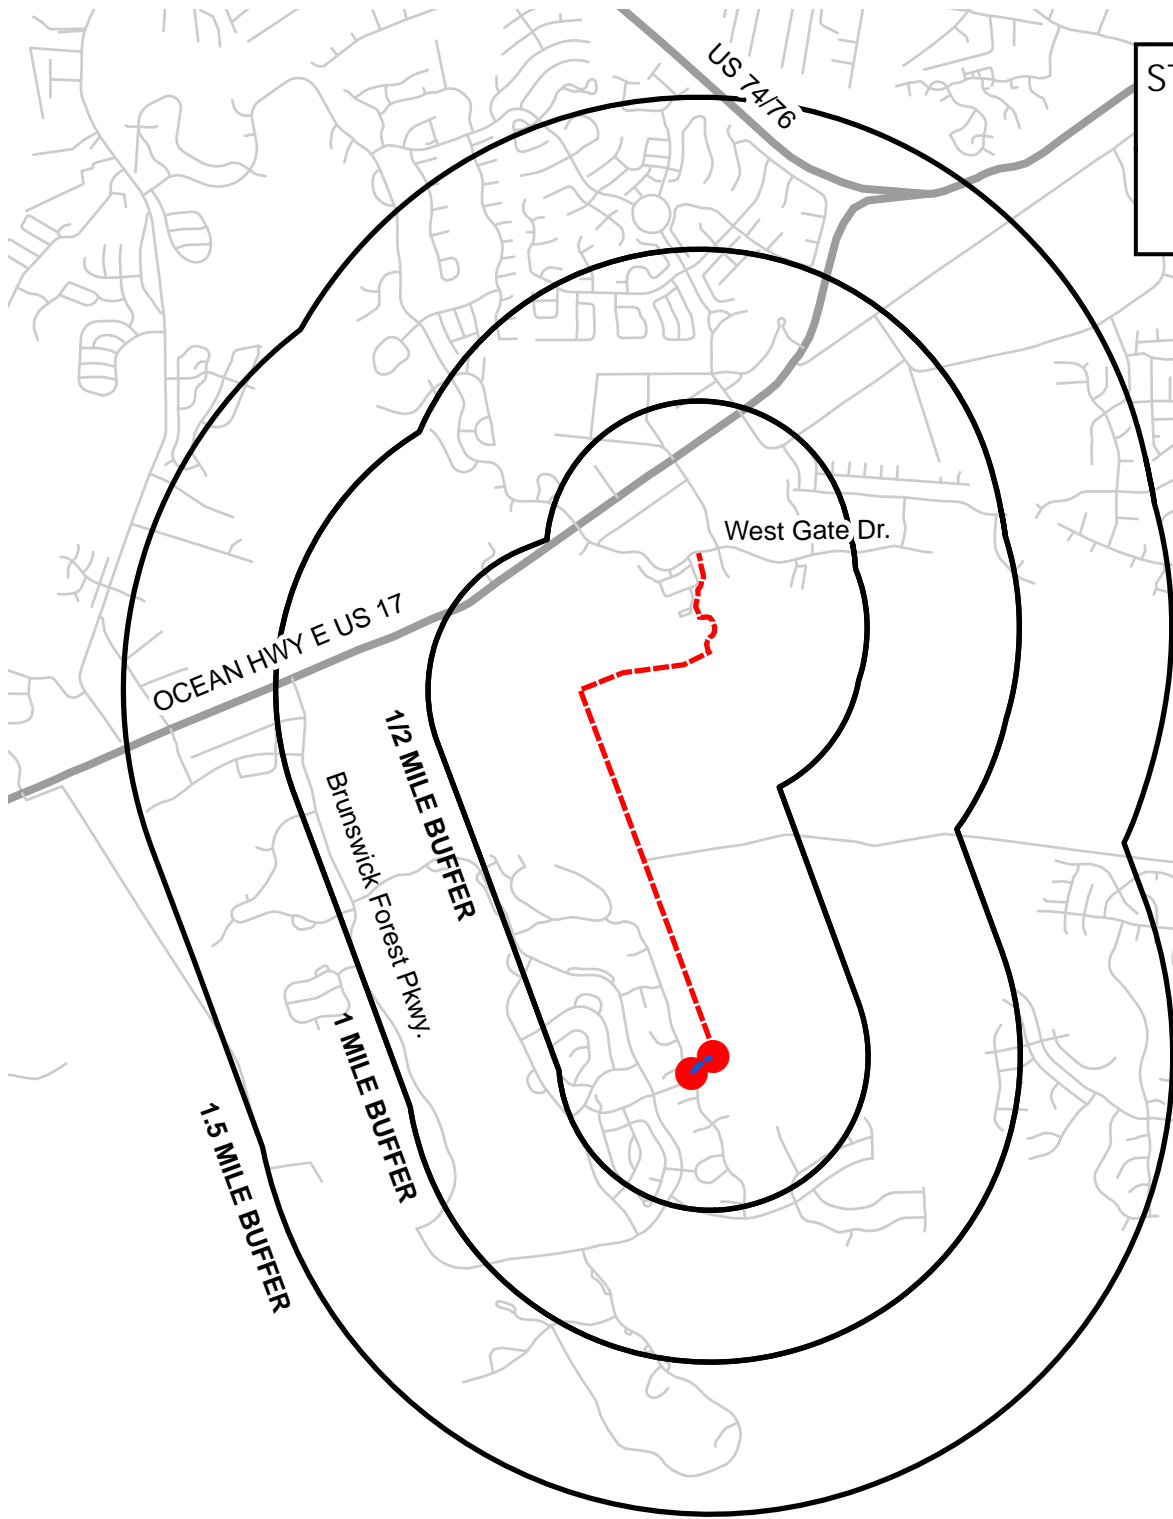 US 74/76
ST
West Gate Dr.
OCEAN HWY E US 17
1/2 MILE BUFFER
Brunswick Forest Pkwy.
1 MILE BUFFER
1.5 MILE BUFFER